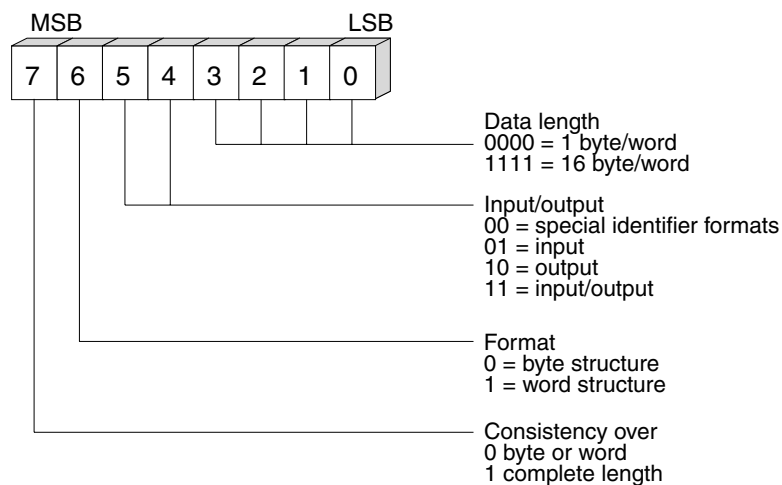 MSB LSB
7 6 5 4 3 2 1 0
Data length
0000 = 1 byte/word
1111 = 16 byte/word
Input/output
00 = special identifier formats
01 = input
10 = output
11 = input/output
Format
0 = byte structure
1 = word structure
Consistency over
0 byte or word
1 complete length